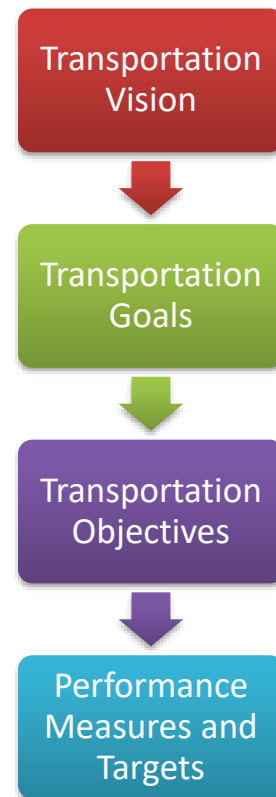 Transportation
Vision
Transportation
Goals
Transportation
Objectives
Performance
Measures and
Targets